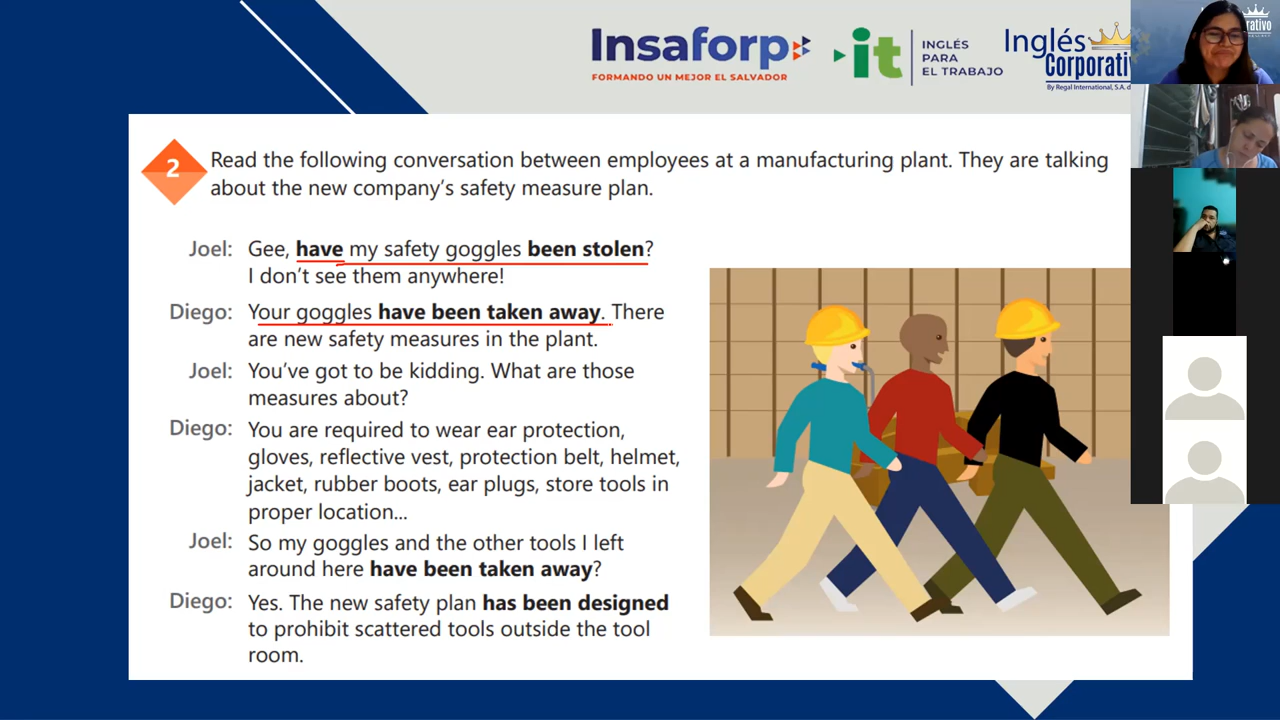 Insaforp
FORMANDO UN MEJOR EL SALVADOR
it
INGLÉS
PARA
EL TRABAJO
Inglés
Corporativ
By Regal International, S.A. d
2
Read the following conversation between employees at a manufacturing plant. They are talking
about the new company's safety measure plan.
Joel: Gee, have my safety goggles been stolen?
I don't see them anywhere!
Diego: Your goggles have been taken away. There
are new safety measures in the plant.
Joel: You've got to be kidding. What are those
measures about?
Diego: You are required to wear ear protection,
gloves, reflective vest, protection belt, helmet,
jacket, rubber boots, ear plugs, store tools in
proper location...
Joel: So my goggles and the other tools I left
around here have been taken away?
Diego: Yes. The new safety plan has been designed
to prohibit scattered tools outside the tool
room.